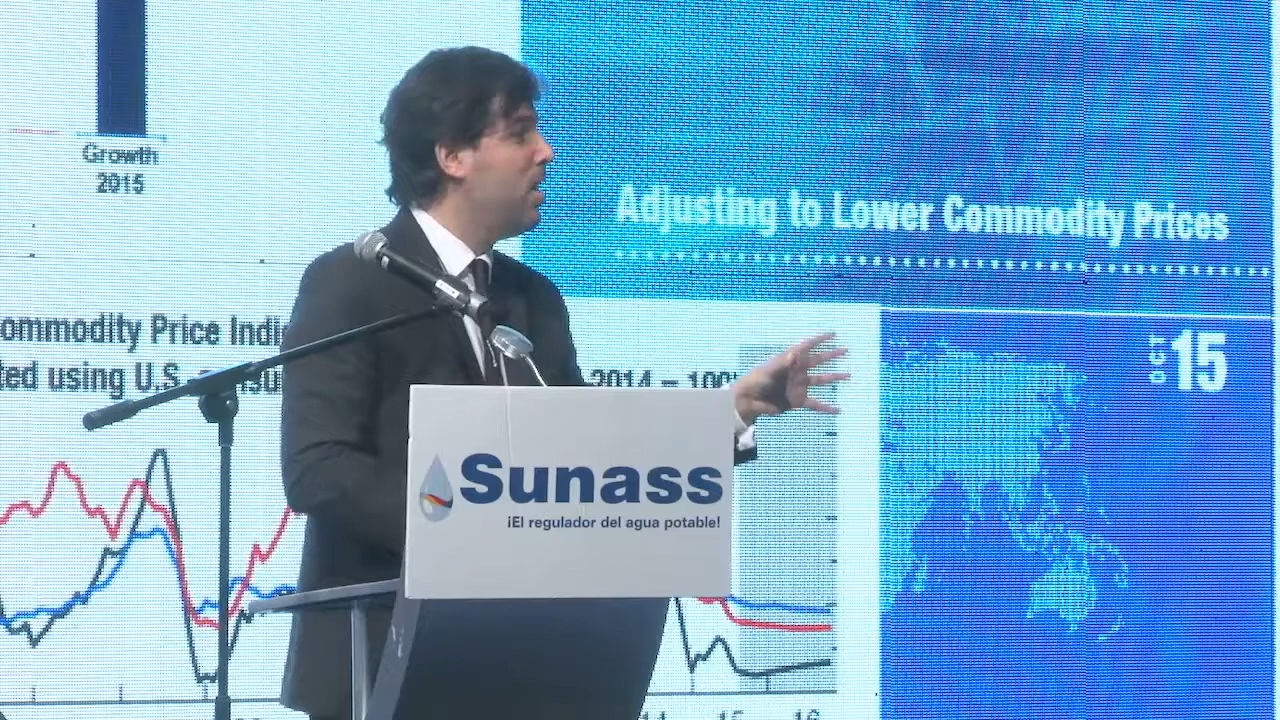 Growth
2015
Adjusting to Lower Commodity Prices
ommodity Price Indi
ed using U.S.
2014 – 100
OCT
15
Sunass
¡El regulador del agua potable!
15
16